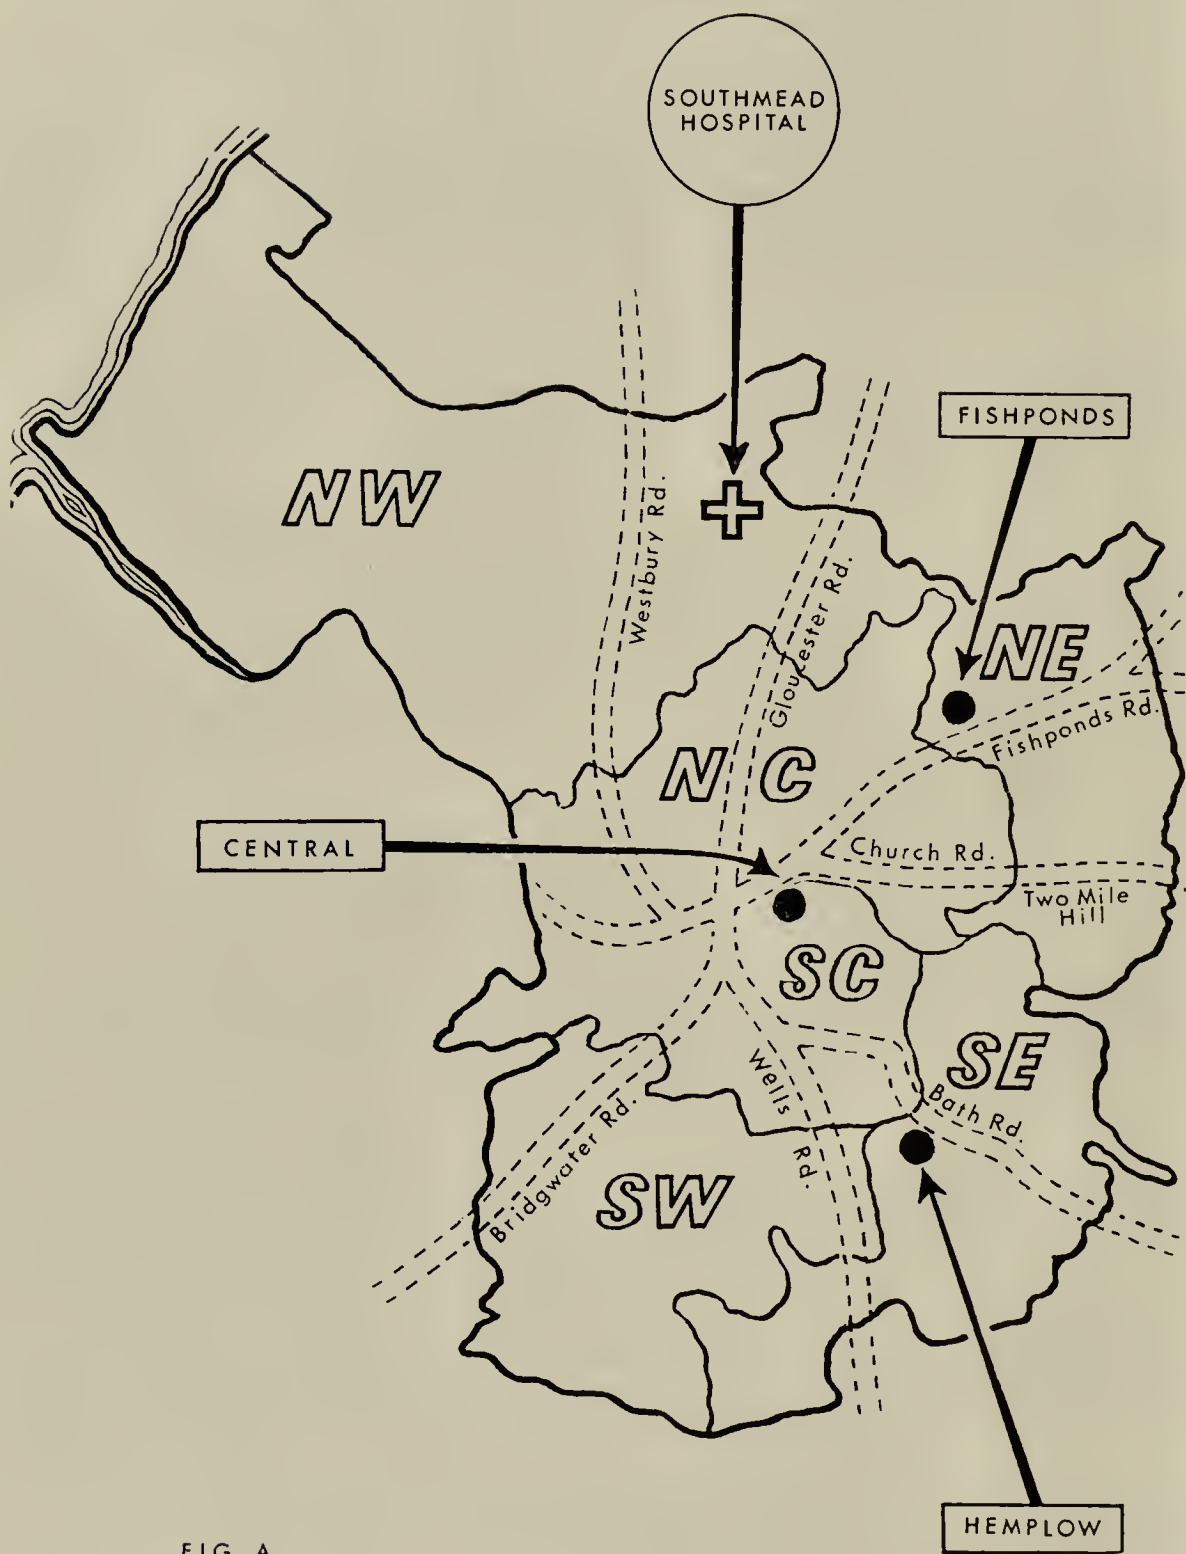 SOUTHMEAD
HOSPITAL
FISHPONDS
NW
Westbury Rd.
Gloucester Rd.
NE
Fishponds Rd.
N C
CENTRAL
Church Rd.
Two Mile
Hill
SC
SE
Wells Rd.
Bath Rd.
Bridgwater Rd.
SW
HEMPLOW
FIG. A